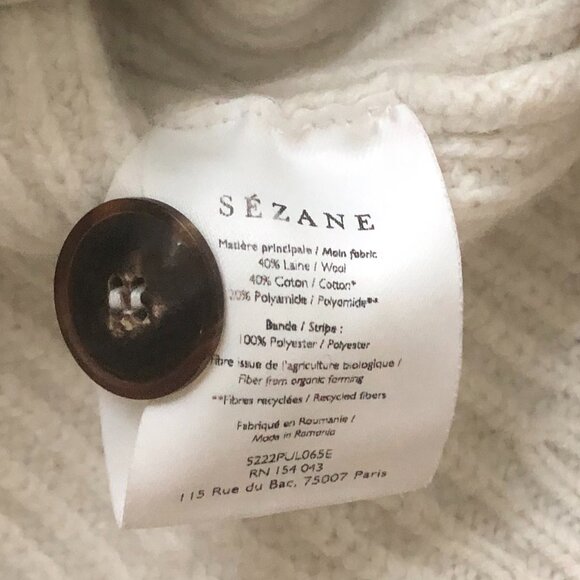 SÉZANE
Matière principale / Main fabric
40% Laine / Wool
40% Coton / Cotton*
20% Polyamide / Polyamide**
Bande / Stripe :
100% Polyester / Polyester
Fibre issue de l'agriculture biologique /
Fiber from organic farming
**Fibres recyclées / Recycled fibers
Fabriqué en Roumanie /
Made in Romania
S222PUL065E
RN 154 043
115 Rue du Bac, 75007 Paris